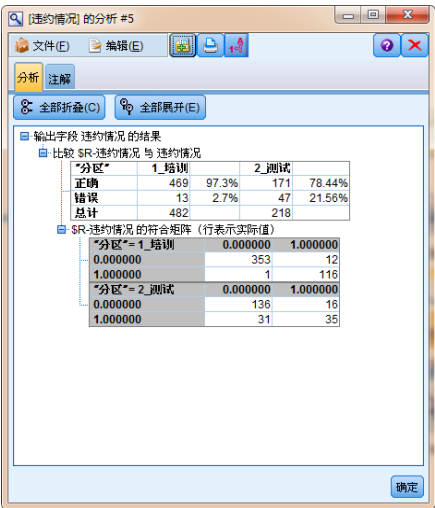 [违约情况] 的分析 #5
文件(F) 编辑(E)
分析 注解
全部折叠(C) 全部展开(E)
输出字段 违约情况 的结果
比较 $R-违约情况 与 违约情况
"分区" 1_培训 2_测试
正确 469 97.3% 171 78.44%
错误 13 2.7% 47 21.56%
总计 482 218
$R-违约情况 的符合矩阵（行表示实际值）
"分区"= 1_培训 0.000000 1.000000
0.000000 353 12
1.000000 1 116
"分区"= 2_测试 0.000000 1.000000
0.000000 136 16
1.000000 31 35
确定